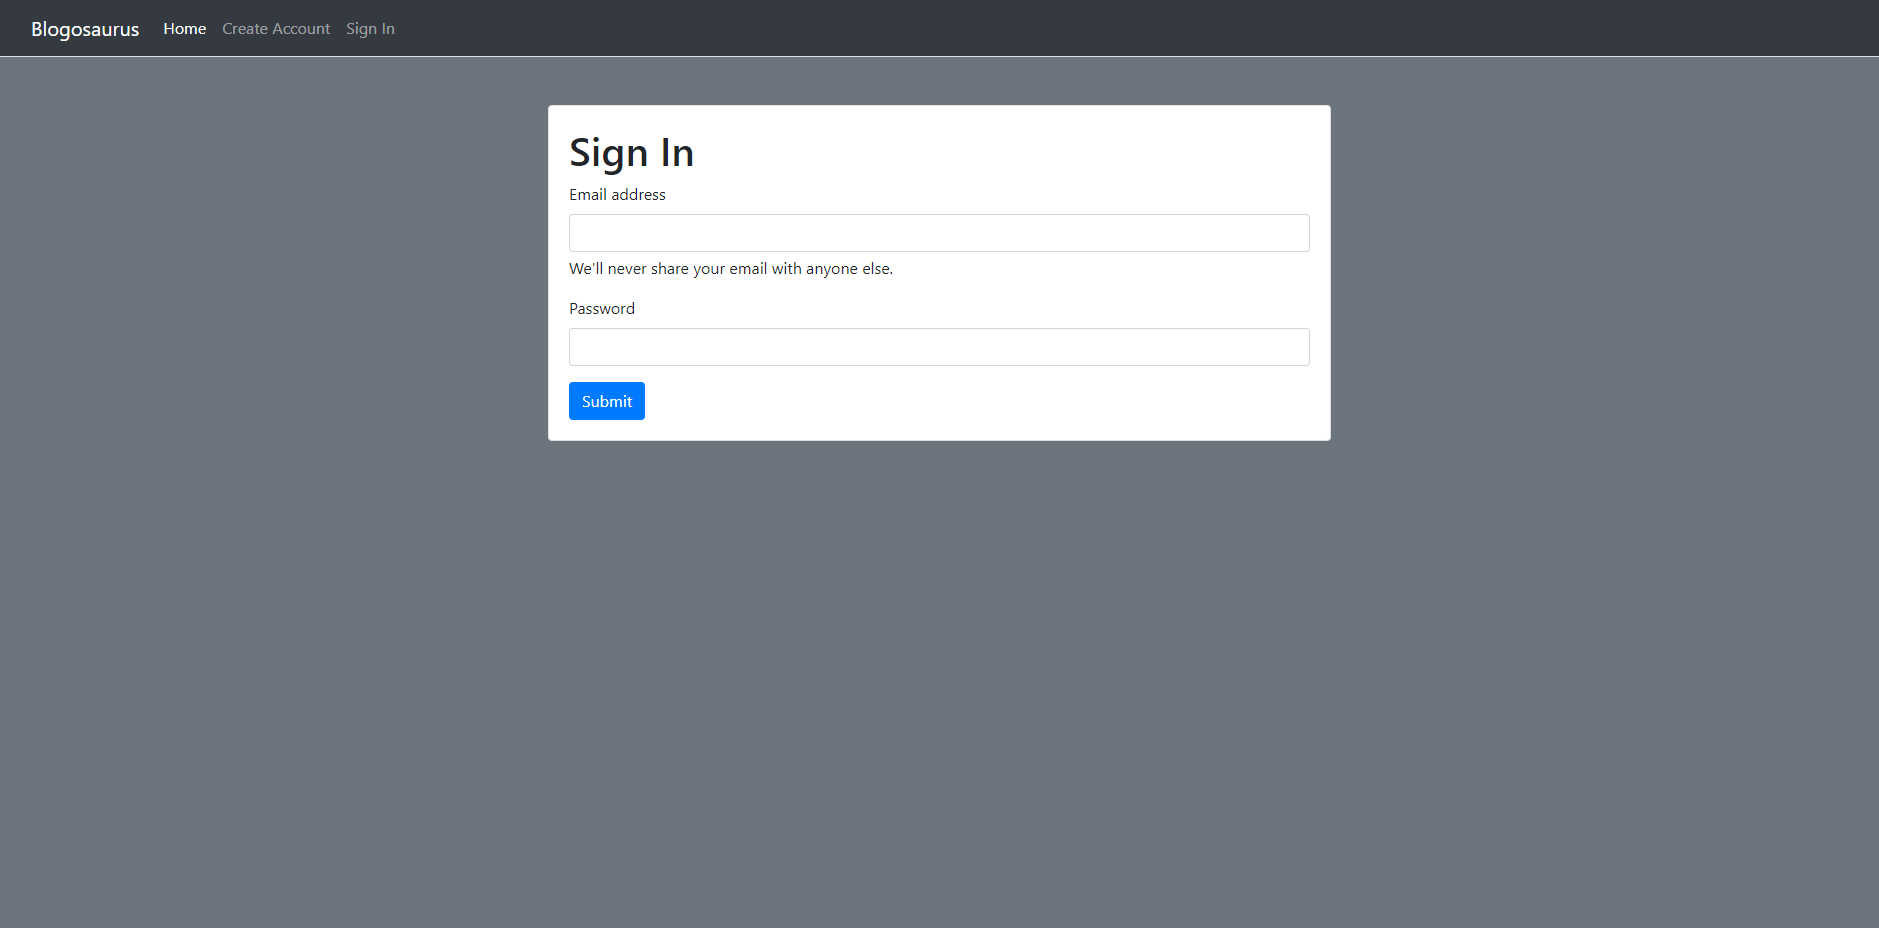 Blogosaurus Home Create Account Sign In
Sign In
Email address
We'll never share your email with anyone else.
Password
Submit